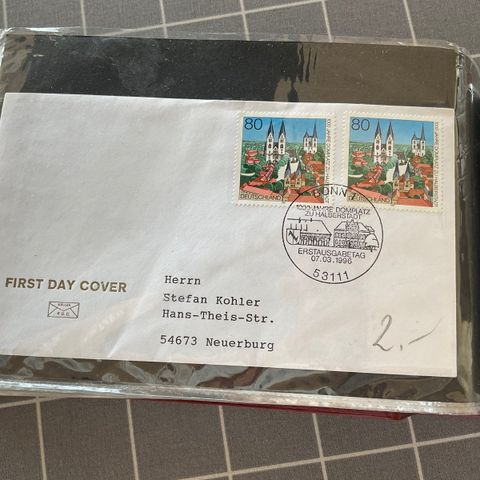 80
DEUTSCHLAND
80
DEUTSCHLAND
BONN 1
1000 JAHRE DOMPLATZ
ZU HALBERSTADT
ERSTAUSGABETAG
07.03.1996
53111
FIRST DAY COVER
Herrn
Stefan Kohler
Hans-Theis-Str.
54673 Neuerburg
2.-